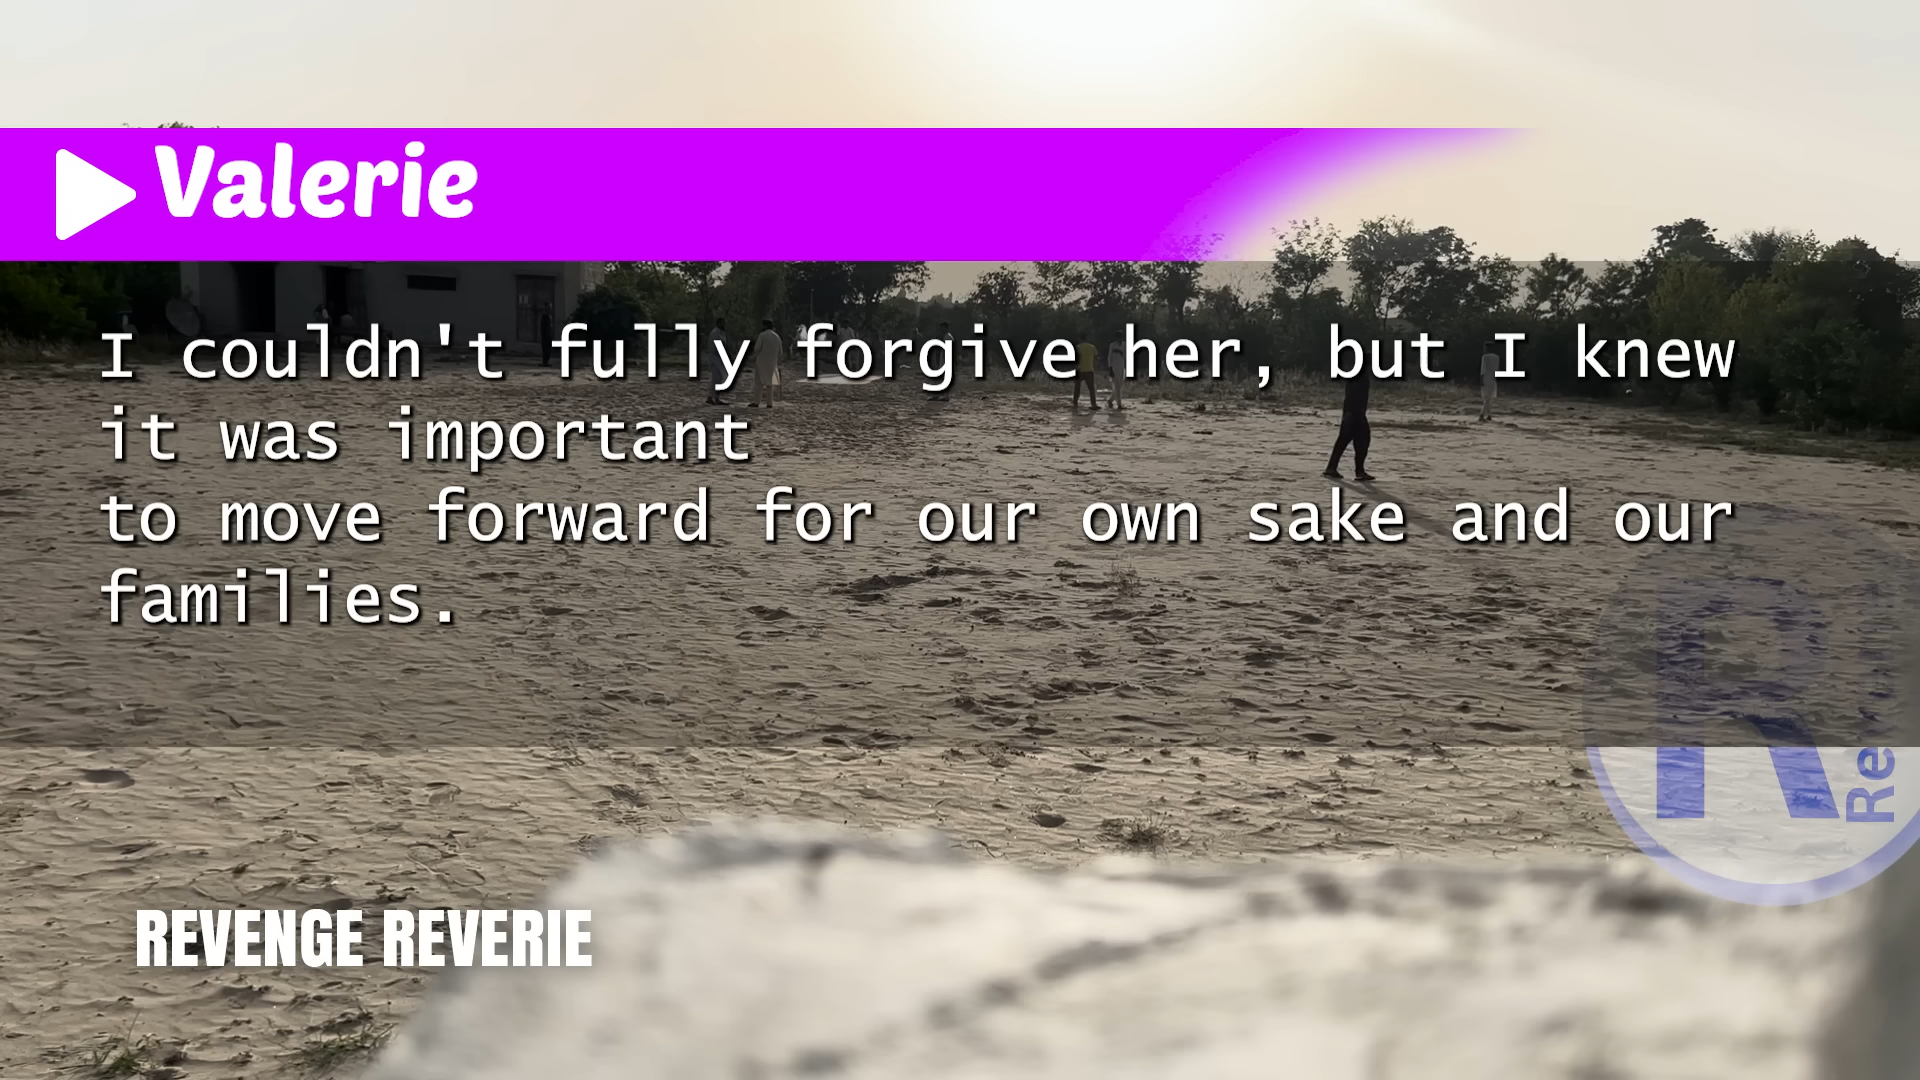 Valerie
I couldn't fully forgive her, but I knew
it was important
to move forward for our own sake and our
families.
R
REVENGE REVERIE